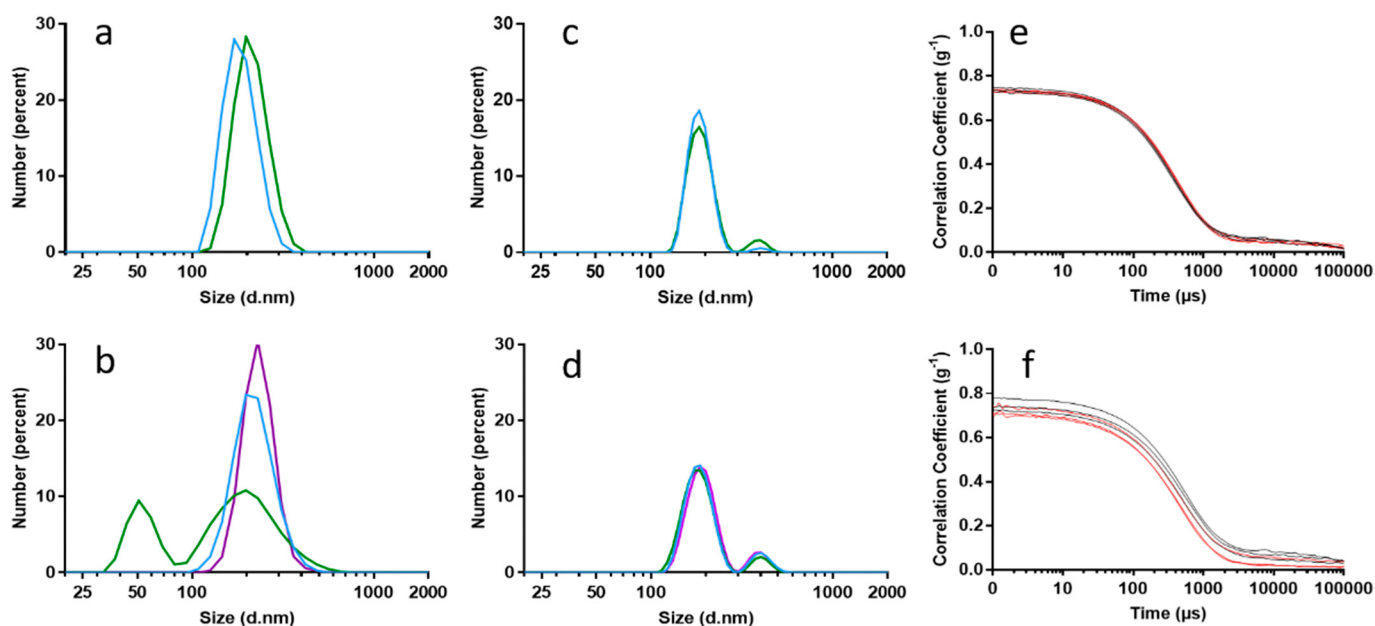 a
30
20
10
0
Number (percent)
25 50 100 1000 2000
Size (d.nm)
c
30
20
10
0
Number (percent)
25 50 100 1000 2000
Size (d.nm)
e
1.0
0.8
0.6
0.4
0.2
0.0
Correlation Coefficient (g⁻¹)
0 10 100 1000 10000 100000
Time (µs)
b
30
20
10
0
Number (percent)
25 50 100 1000 2000
Size (d.nm)
d
30
20
10
0
Number (percent)
25 50 100 1000 2000
Size (d.nm)
f
1.0
0.8
0.6
0.4
0.2
0.0
Correlation Coefficient (g⁻¹)
0 10 100 1000 10000 100000
Time (µs)